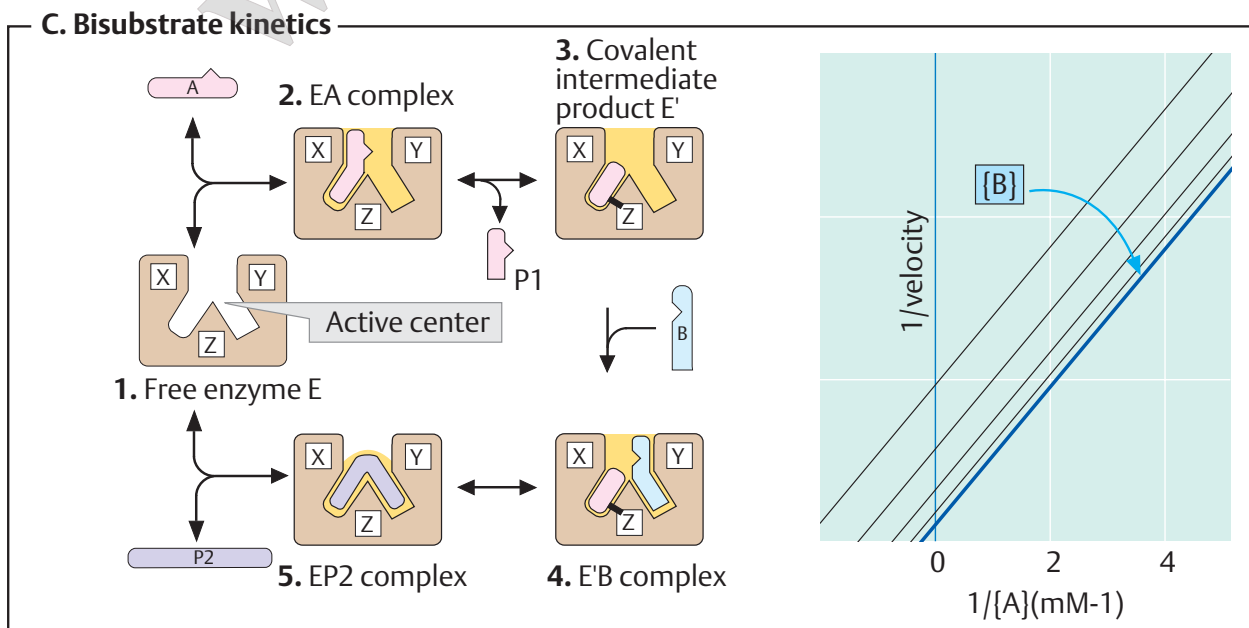 C. Bisubstrate kinetics
A
2. EA complex
3. Covalent
intermediate
product E'
X Y
Z
X Y
Z
P1
X Y
Z
Active center
B
1. Free enzyme E
X Y
Z
X Y
Z
P2
5. EP2 complex
4. E'B complex
{B}
1/velocity
0 2 4
1/{A}(mM-1)